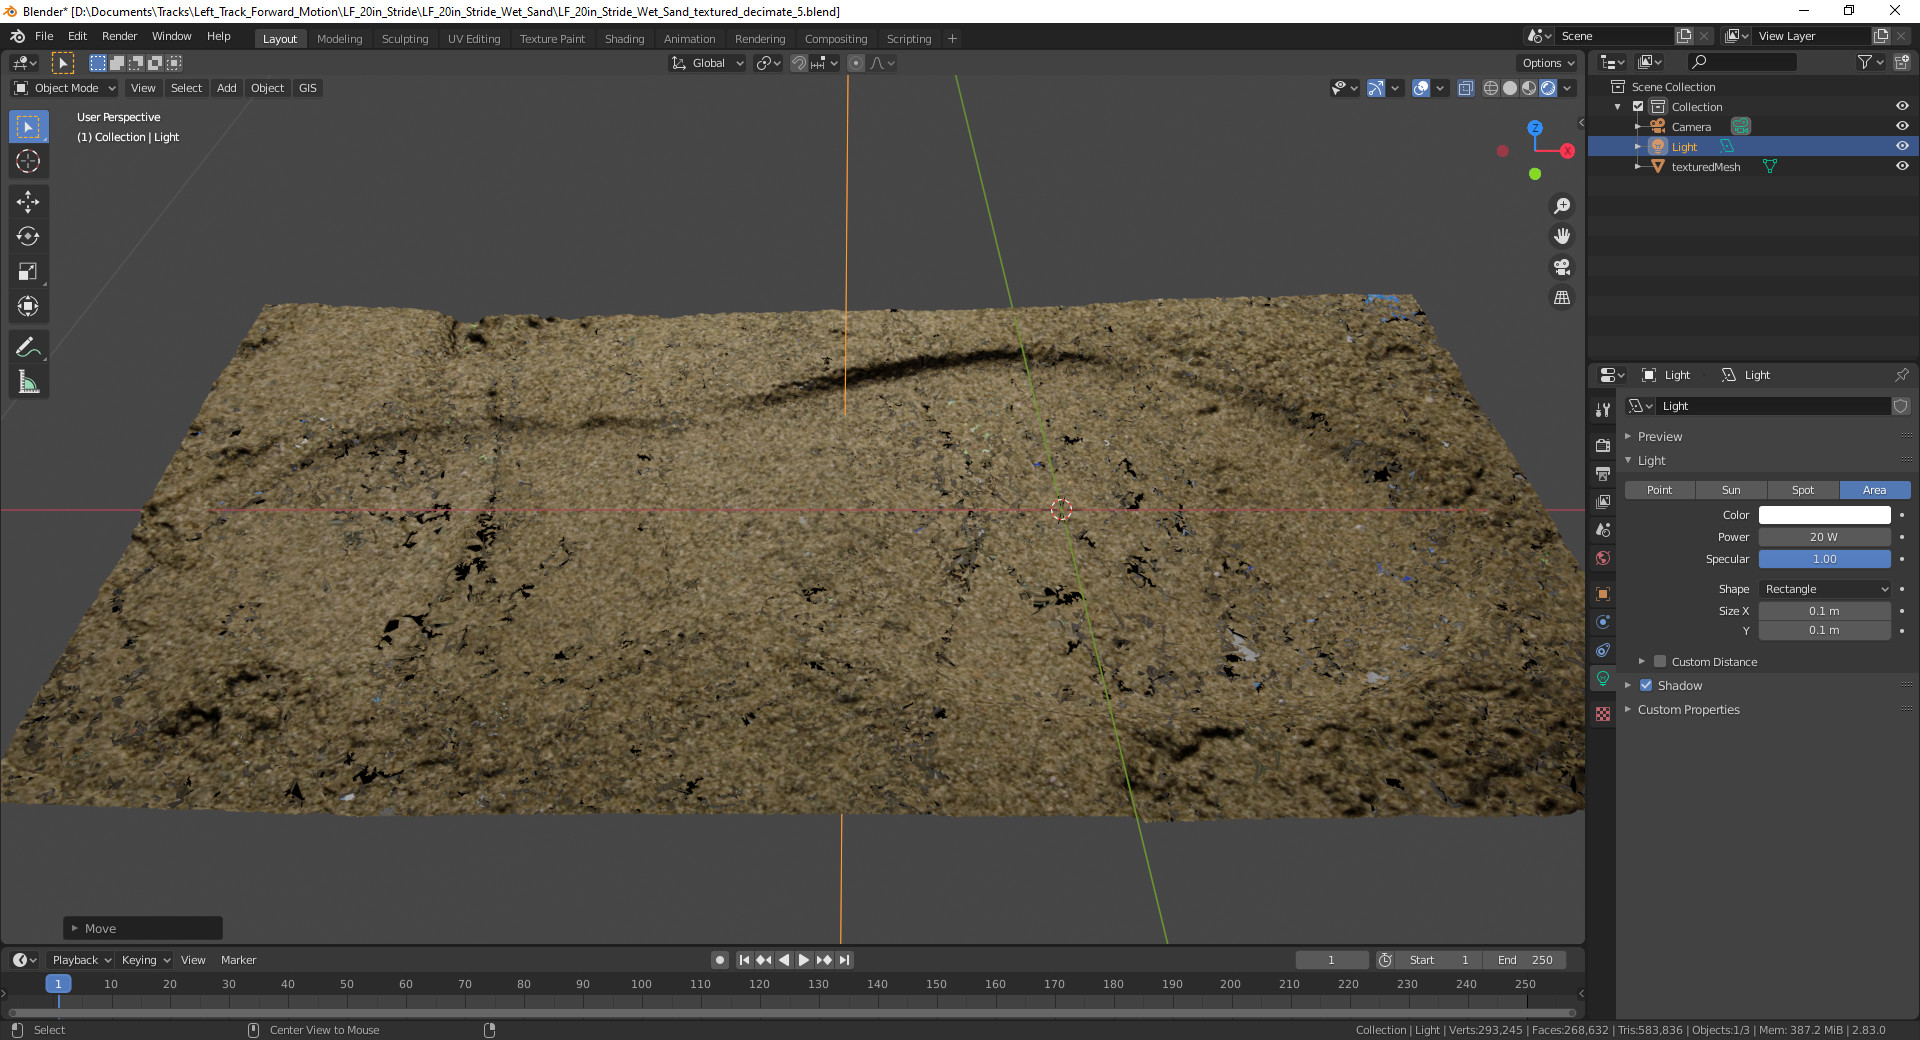 Blender* [D:\Documents\Tracks\Left_Track_Forward_Motion\LF_20in_Stride\LF_20in_Stride_Wet_Sand\LF_20in_Stride_Wet_Sand_textured_decimate_5.blend]
File Edit Render Window Help Layout Modeling Sculpting UV Editing Texture Paint Shading Animation Rendering Compositing Scripting + Scene View Layer
Global Options
Object Mode View Select Add Object GIS
User Perspective
(1) Collection | Light
Z
X
Scene Collection
Collection
Camera
Light
texturedMesh
Light Light
Light
Preview
Light
Point Sun Spot Area
Color
Power 20 W
Specular 1.00
Shape Rectangle
Size X 0.1 m
Y 0.1 m
Custom Distance
Shadow
Custom Properties
Move
Playback Keying View Marker 1 Start 1 End 250
1 10 20 30 40 50 60 70 80 90 100 110 120 130 140 150 160 170 180 190 200 210 220 230 240 250
Select Center View to Mouse Collection | Light | Verts:293,245 | Faces:268,632 | Tris:583,836 | Objects:1/3 | Mem: 387.2 MiB | 2.83.0